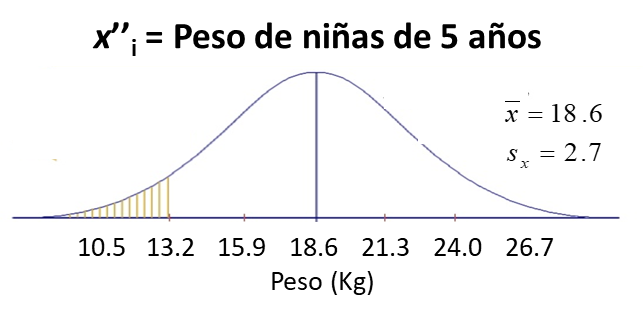 x’’i = Peso de niñas de 5 años
x̄ = 18.6
sx = 2.7
10.5 13.2 15.9 18.6 21.3 24.0 26.7
Peso (Kg)